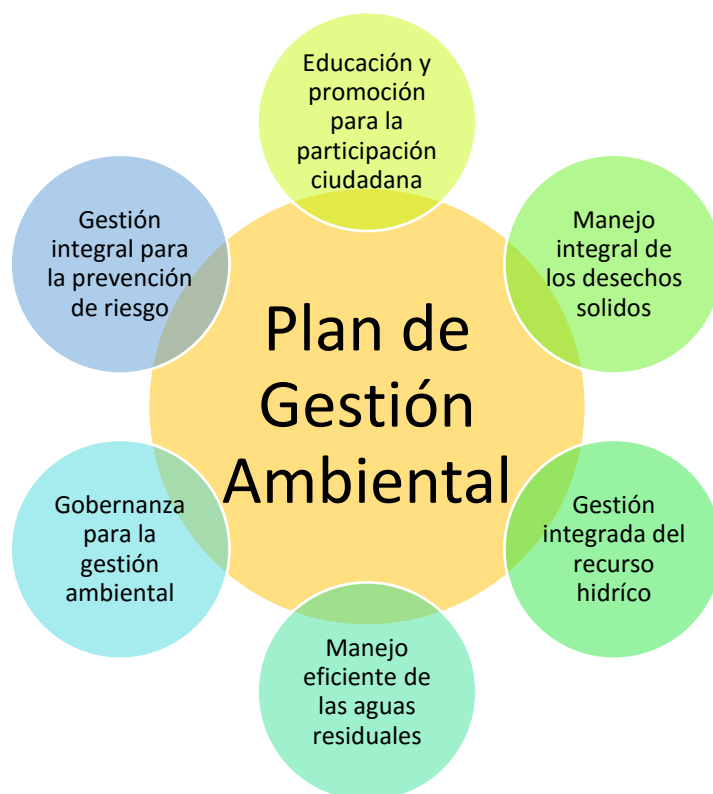 Educación y
promoción
para la
participación
ciudadana
Manejo
integral de
los desechos
solidos
Gestión
integrada del
recurso
hidríco
Manejo
eficiente de
las aguas
residuales
Gobernanza
para la
gestión
ambiental
Gestión
integral para
la prevención
de riesgo
Plan de
Gestión
Ambiental